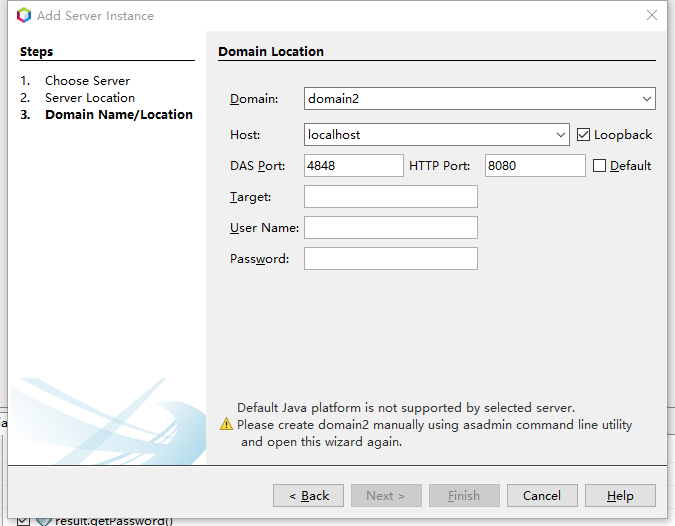 Add Server Instance
Steps
1. Choose Server
2. Server Location
3. Domain Name/Location
Domain Location
Domain: domain2
Host: localhost Loopback
DAS Port: 4848 HTTP Port: 8080 Default
Target:
User Name:
Password:
Default Java platform is not supported by selected server.
Please create domain2 manually using asadmin command line utility
and open this wizard again.
< Back Next > Finish Cancel Help
result.getPassword()